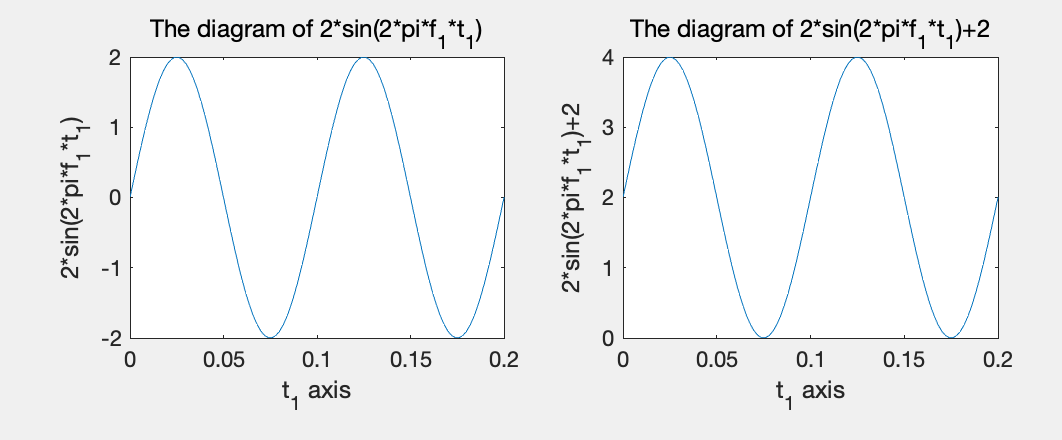 The diagram of 2*sin(2*pi*f₁*t₁)
2*sin(2*pi*f₁*t₁)
2
1
0
-1
-2
0 0.05 0.1 0.15 0.2
t₁ axis
The diagram of 2*sin(2*pi*f₁*t₁)+2
2*sin(2*pi*f₁*t₁)+2
4
3
2
1
0
0 0.05 0.1 0.15 0.2
t₁ axis